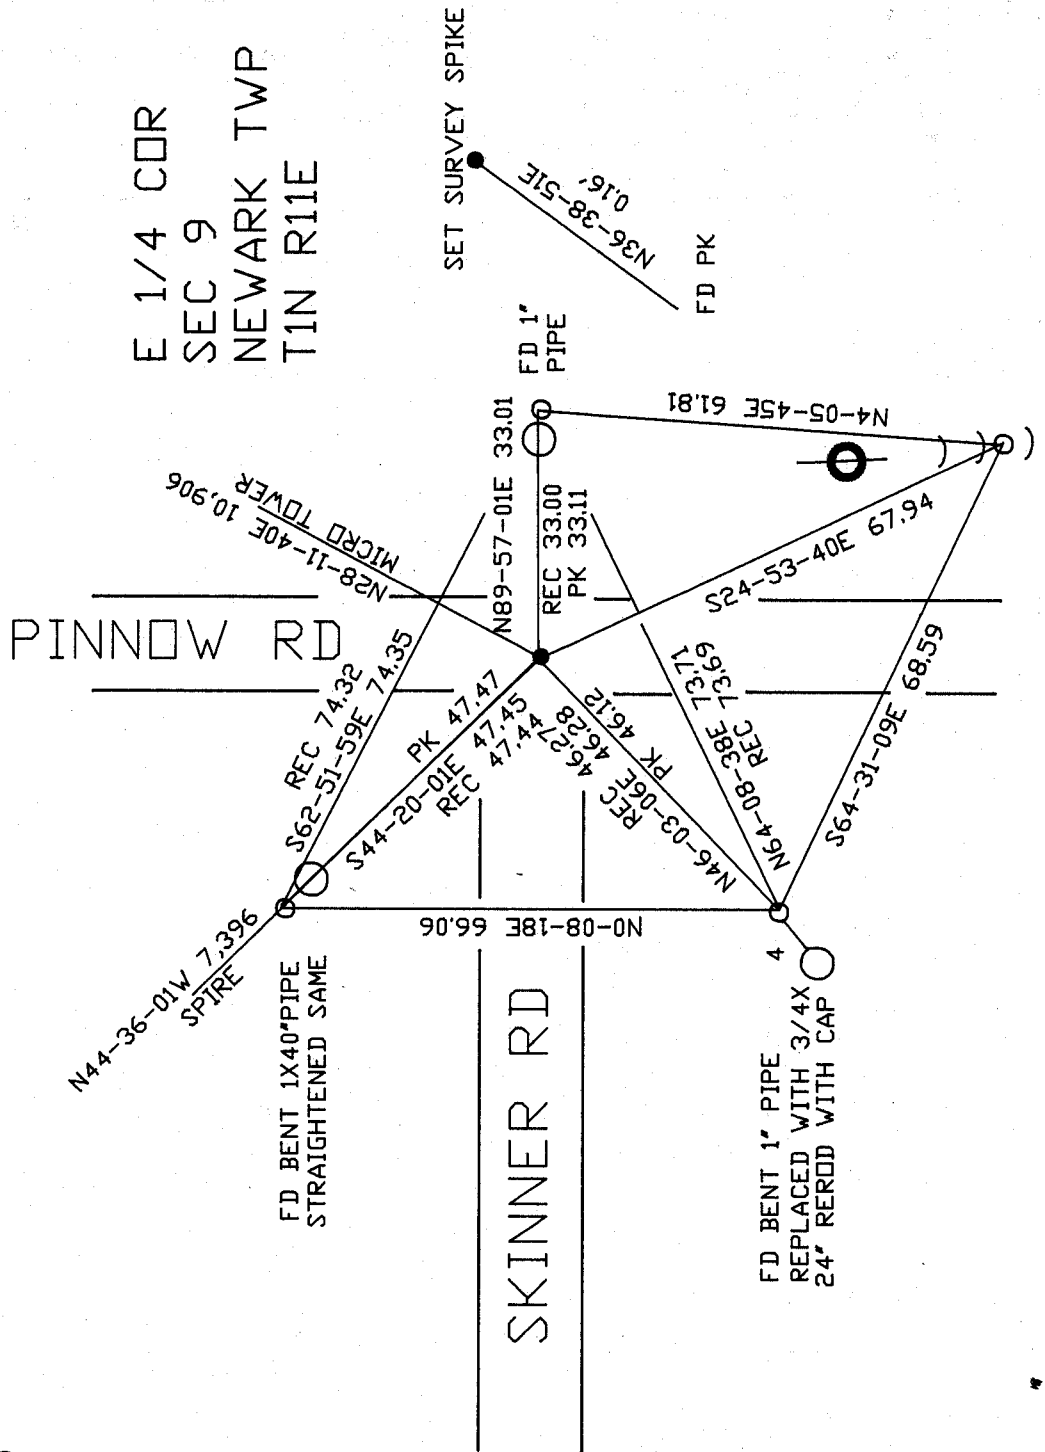 E 1/4 COR
SEC 9
NEWARK TWP
T1N R11E
SET SURVEY SPIKE
N36-38-51E
0.16'
FD PK
PINNOW RD
N28-11-40E 10,906
MICRO TOWER
FD 1"
PIPE
N89-57-01E 33.01
REC 33.00
PK 33.11
N4-05-45E 61.81
S24-53-40E 67.94
REC 74.32
S62-51-59E 74.35
PK 47.47
S44-20-01E 47.45
REC 47.44
REC 46.27
N46-03-06E 46.28
PK 46.12
N64-08-38E 73.71
REC 73.69
S64-31-09E 68.59
N0-08-18E 66.06
N44-36-01W 7,396
SPIRE
FD BENT 1X40"PIPE
STRAIGHTENED SAME
SKINNER RD
4
FD BENT 1" PIPE
REPLACED WITH 3/4X
24" REROD WITH CAP